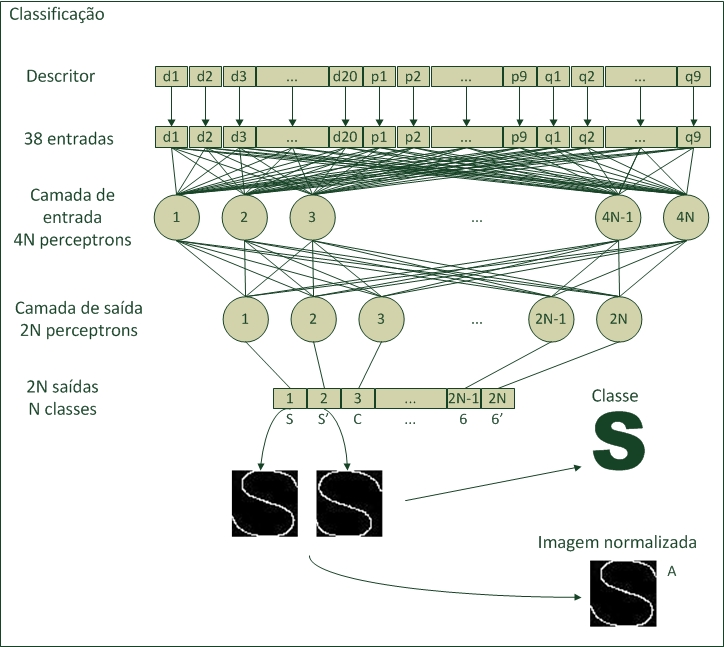 Classificação
Descritor d1 d2 d3 ... d20 p1 p2 ... p9 q1 q2 ... q9
38 entradas d1 d2 d3 ... d20 p1 p2 ... p9 q1 q2 ... q9
Camada de
entrada
4N perceptrons
1 2 3 ... 4N-1 4N
Camada de saída
2N perceptrons
1 2 3 ... 2N-1 2N
2N saídas
N classes
1 2 3 ... 2N-1 2N
S S' C ... 6 6'
Classe
S
S S
Imagem normalizada
S A